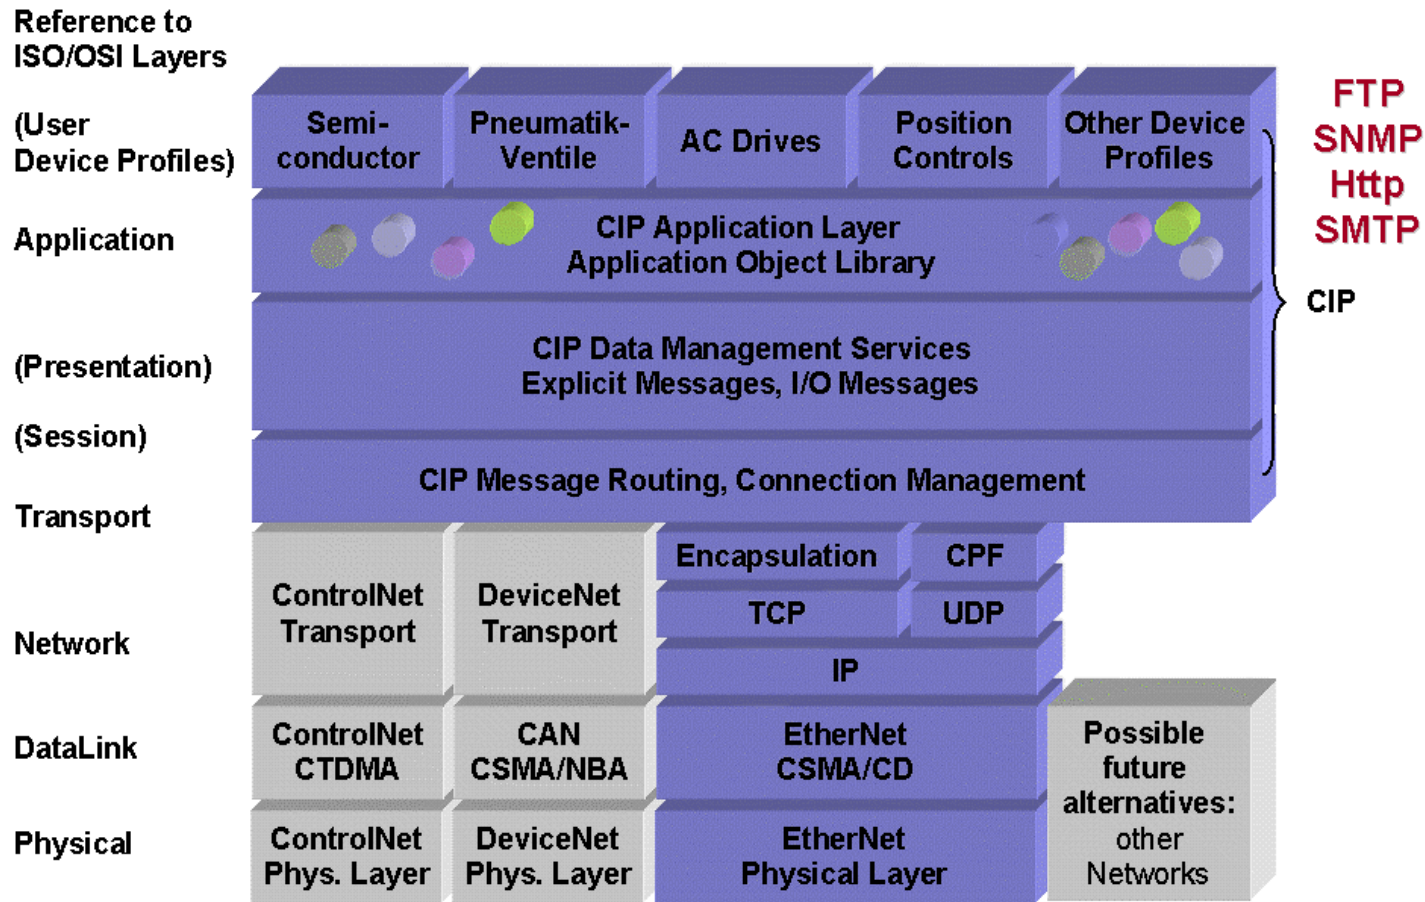 Reference to
ISO/OSI Layers
(User
Device Profiles)
Semi-
conductor
Pneumatik-
Ventile
AC Drives
Position
Controls
Other Device
Profiles
FTP
SNMP
Http
SMTP
Application
CIP Application Layer
Application Object Library
CIP
(Presentation)
CIP Data Management Services
Explicit Messages, I/O Messages
(Session)
CIP Message Routing, Connection Management
Transport
ControlNet
Transport
DeviceNet
Transport
Encapsulation
CPF
TCP
UDP
Network
IP
DataLink
ControlNet
CTDMA
CAN
CSMA/NBA
EtherNet
CSMA/CD
Possible
future
alternatives:
other
Networks
Physical
ControlNet
Phys. Layer
DeviceNet
Phys. Layer
EtherNet
Physical Layer